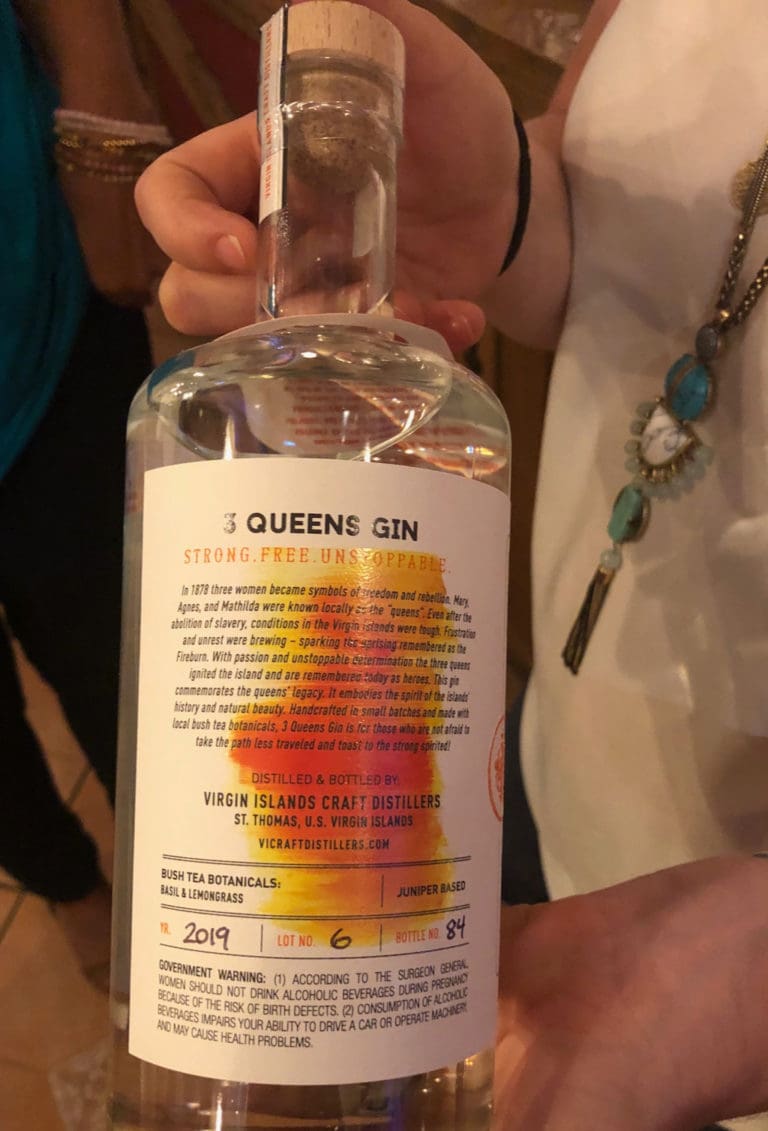 3 QUEENS GIN
STRONG.FREE.UNSTOPPABLE.
In 1878 three women became symbols of freedom and rebellion. Mary,
Agnes, and Mathilda were known locally as the "queens". Even after the
abolition of slavery, conditions in the Virgin Islands were tough. Frustration
and unrest were brewing – sparking the uprising remembered as the
Fireburn. With passion and unstoppable determination the three queens
ignited the island and are remembered today as heroes. This gin
commemorates the queens' legacy. It embodies the spirit of the islands'
history and natural beauty. Handcrafted in small batches and made with
local bush tea botanicals, 3 Queens Gin is for those who are not afraid to
take the path less traveled and toast to the strong spirited!
DISTILLED & BOTTLED BY:
VIRGIN ISLANDS CRAFT DISTILLERS
ST. THOMAS, U.S. VIRGIN ISLANDS
VICRAFTDISTILLERS.COM
BUSH TEA BOTANICALS:
BASIL & LEMONGRASS
JUNIPER BASED
YR. 2019 LOT NO. 6 BOTTLE NO. 84
GOVERNMENT WARNING: (1) ACCORDING TO THE SURGEON GENERAL,
WOMEN SHOULD NOT DRINK ALCOHOLIC BEVERAGES DURING PREGNANCY
BECAUSE OF THE RISK OF BIRTH DEFECTS. (2) CONSUMPTION OF ALCOHOLIC
BEVERAGES IMPAIRS YOUR ABILITY TO DRIVE A CAR OR OPERATE MACHINERY,
AND MAY CAUSE HEALTH PROBLEMS.